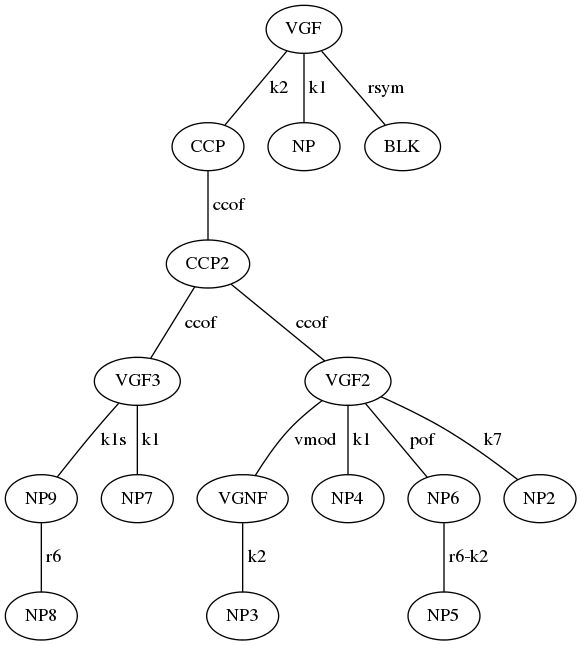 VGF
k2 k1 rsym
CCP NP BLK
ccof
CCP2
ccof ccof
VGF3 VGF2
k1s k1 vmod k1 pof k7
NP9 NP7 VGNF NP4 NP6 NP2
r6 k2 r6-k2
NP8 NP3 NP5